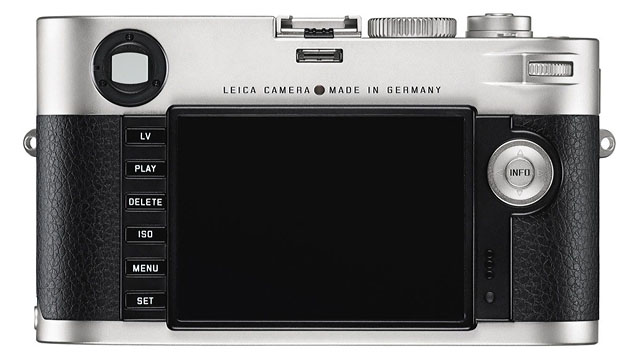 LEICA CAMERA MADE IN GERMANY
LV
PLAY
DELETE
ISO
MENU
SET
INFO